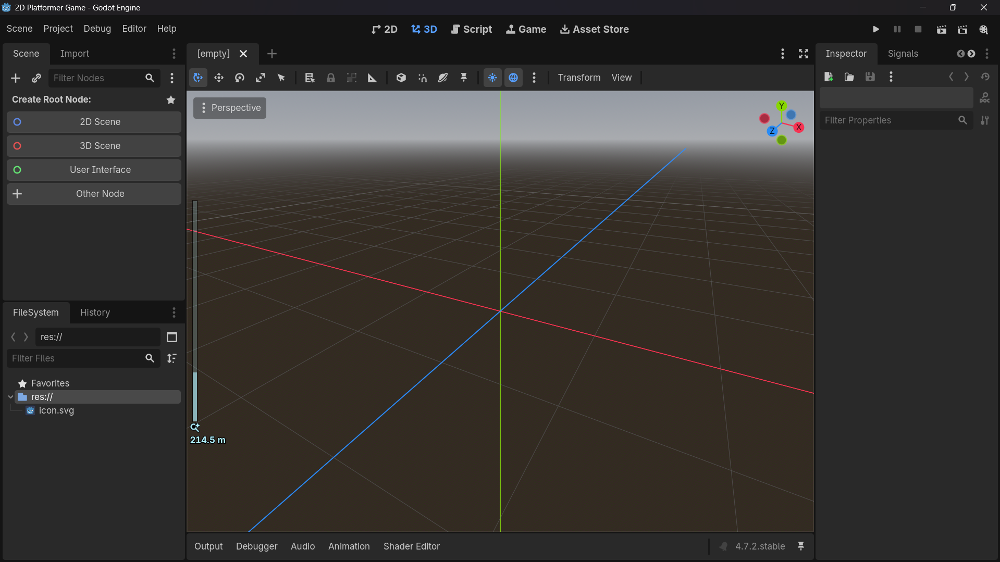 2D Platformer Game - Godot Engine
Scene Project Debug Editor Help
2D 3D Script Game Asset Store
Scene Import
[empty]
Inspector Signals
Filter Nodes
Transform View
Create Root Node:
2D Scene
3D Scene
User Interface
Other Node
Perspective
Y
X
Z
DOC
Filter Properties
214.5 m
FileSystem History
res://
Filter Files
Favorites
res://
icon.svg
Output Debugger Audio Animation Shader Editor
4.7.2.stable